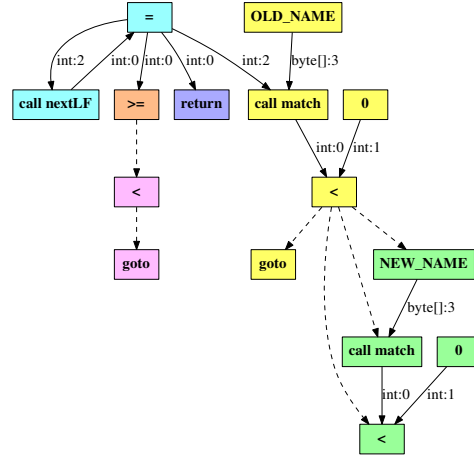 = OLD_NAME
int:2 int:0 int:0 int:0 int:2 byte[]:3
call nextLF >= return call match 0
int:0 int:1
< <
goto goto NEW_NAME
byte[]:3
call match 0
int:0 int:1
<